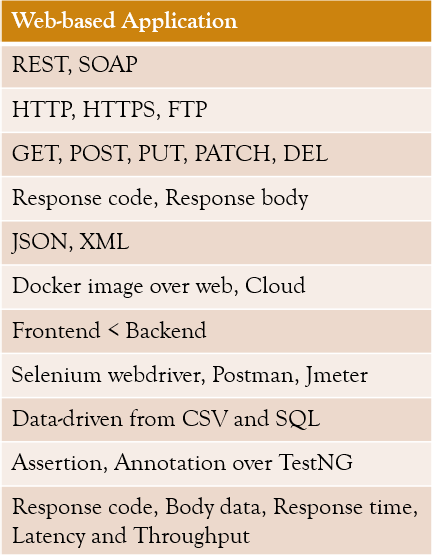 Web-based Application
REST, SOAP
HTTP, HTTPS, FTP
GET, POST, PUT, PATCH, DEL
Response code, Response body
JSON, XML
Docker image over web, Cloud
Frontend < Backend
Selenium webdriver, Postman, Jmeter
Data-driven from CSV and SQL
Assertion, Annotation over TestNG
Response code, Body data, Response time,
Latency and Throughput